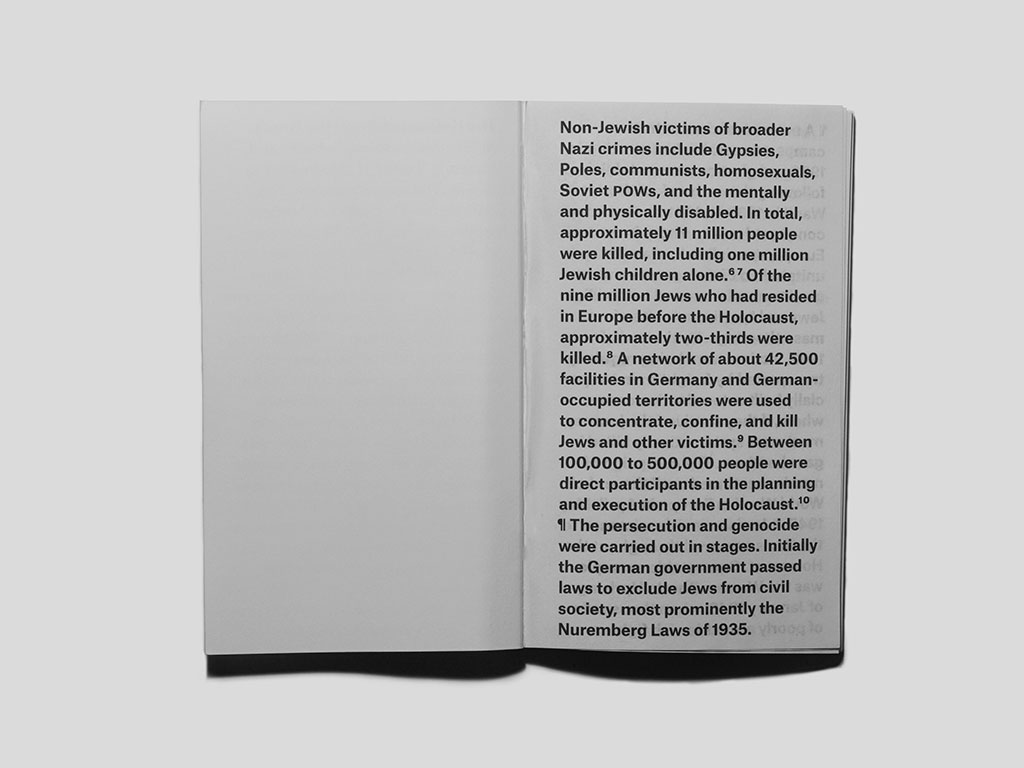 Non-Jewish victims of broader
Nazi crimes include Gypsies,
Poles, communists, homosexuals,
Soviet POWs, and the mentally
and physically disabled. In total,
approximately 11 million people
were killed, including one million
Jewish children alone.⁶ ⁷ Of the
nine million Jews who had resided
in Europe before the Holocaust,
approximately two-thirds were
killed.⁸ A network of about 42,500
facilities in Germany and German-
occupied territories were used
to concentrate, confine, and kill
Jews and other victims.⁹ Between
100,000 to 500,000 people were
direct participants in the planning
and execution of the Holocaust.¹⁰
¶ The persecution and genocide
were carried out in stages. Initially
the German government passed
laws to exclude Jews from civil
society, most prominently the
Nuremberg Laws of 1935.